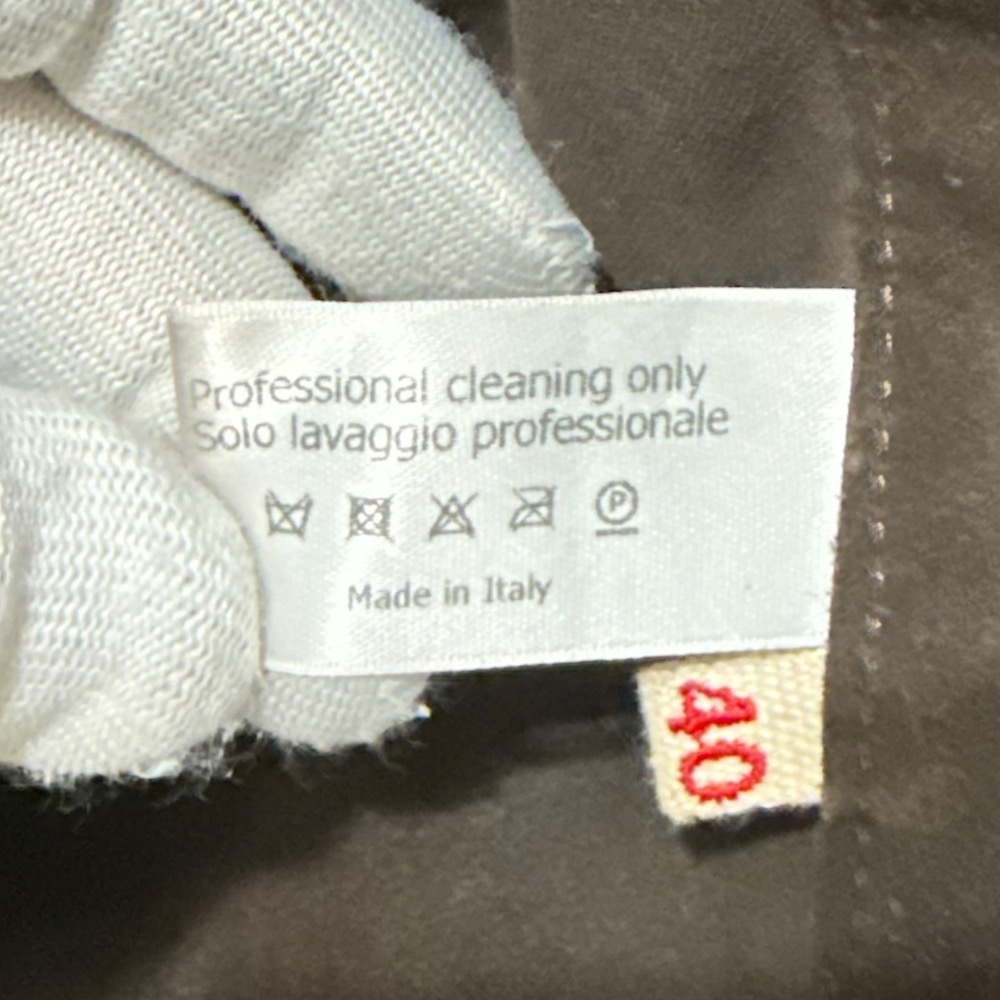 Professional cleaning only
Solo lavaggio professionale
P
Made in Italy
40